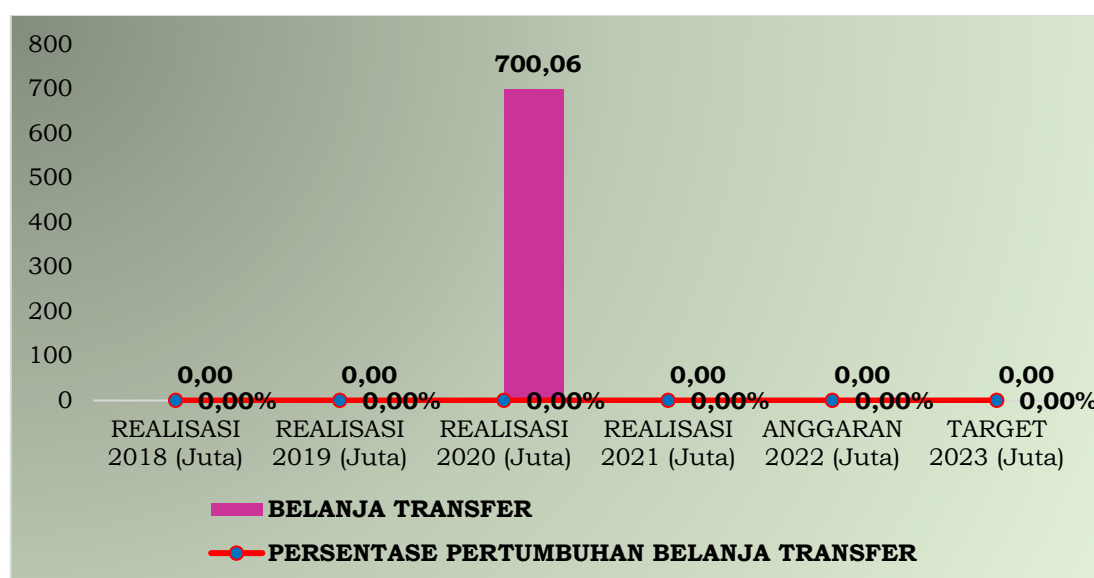 800
700,06
700
600
500
400
300
200
100
0,00 0,00 0,00 0,00 0,00
0
0,00% 0,00% 0,00% 0,00% 0,00% 0,00%
REALISASI REALISASI REALISASI REALISASI ANGGARAN TARGET
2018 (Juta) 2019 (Juta) 2020 (Juta) 2021 (Juta) 2022 (Juta) 2023 (Juta)
BELANJA TRANSFER
PERSENTASE PERTUMBUHAN BELANJA TRANSFER